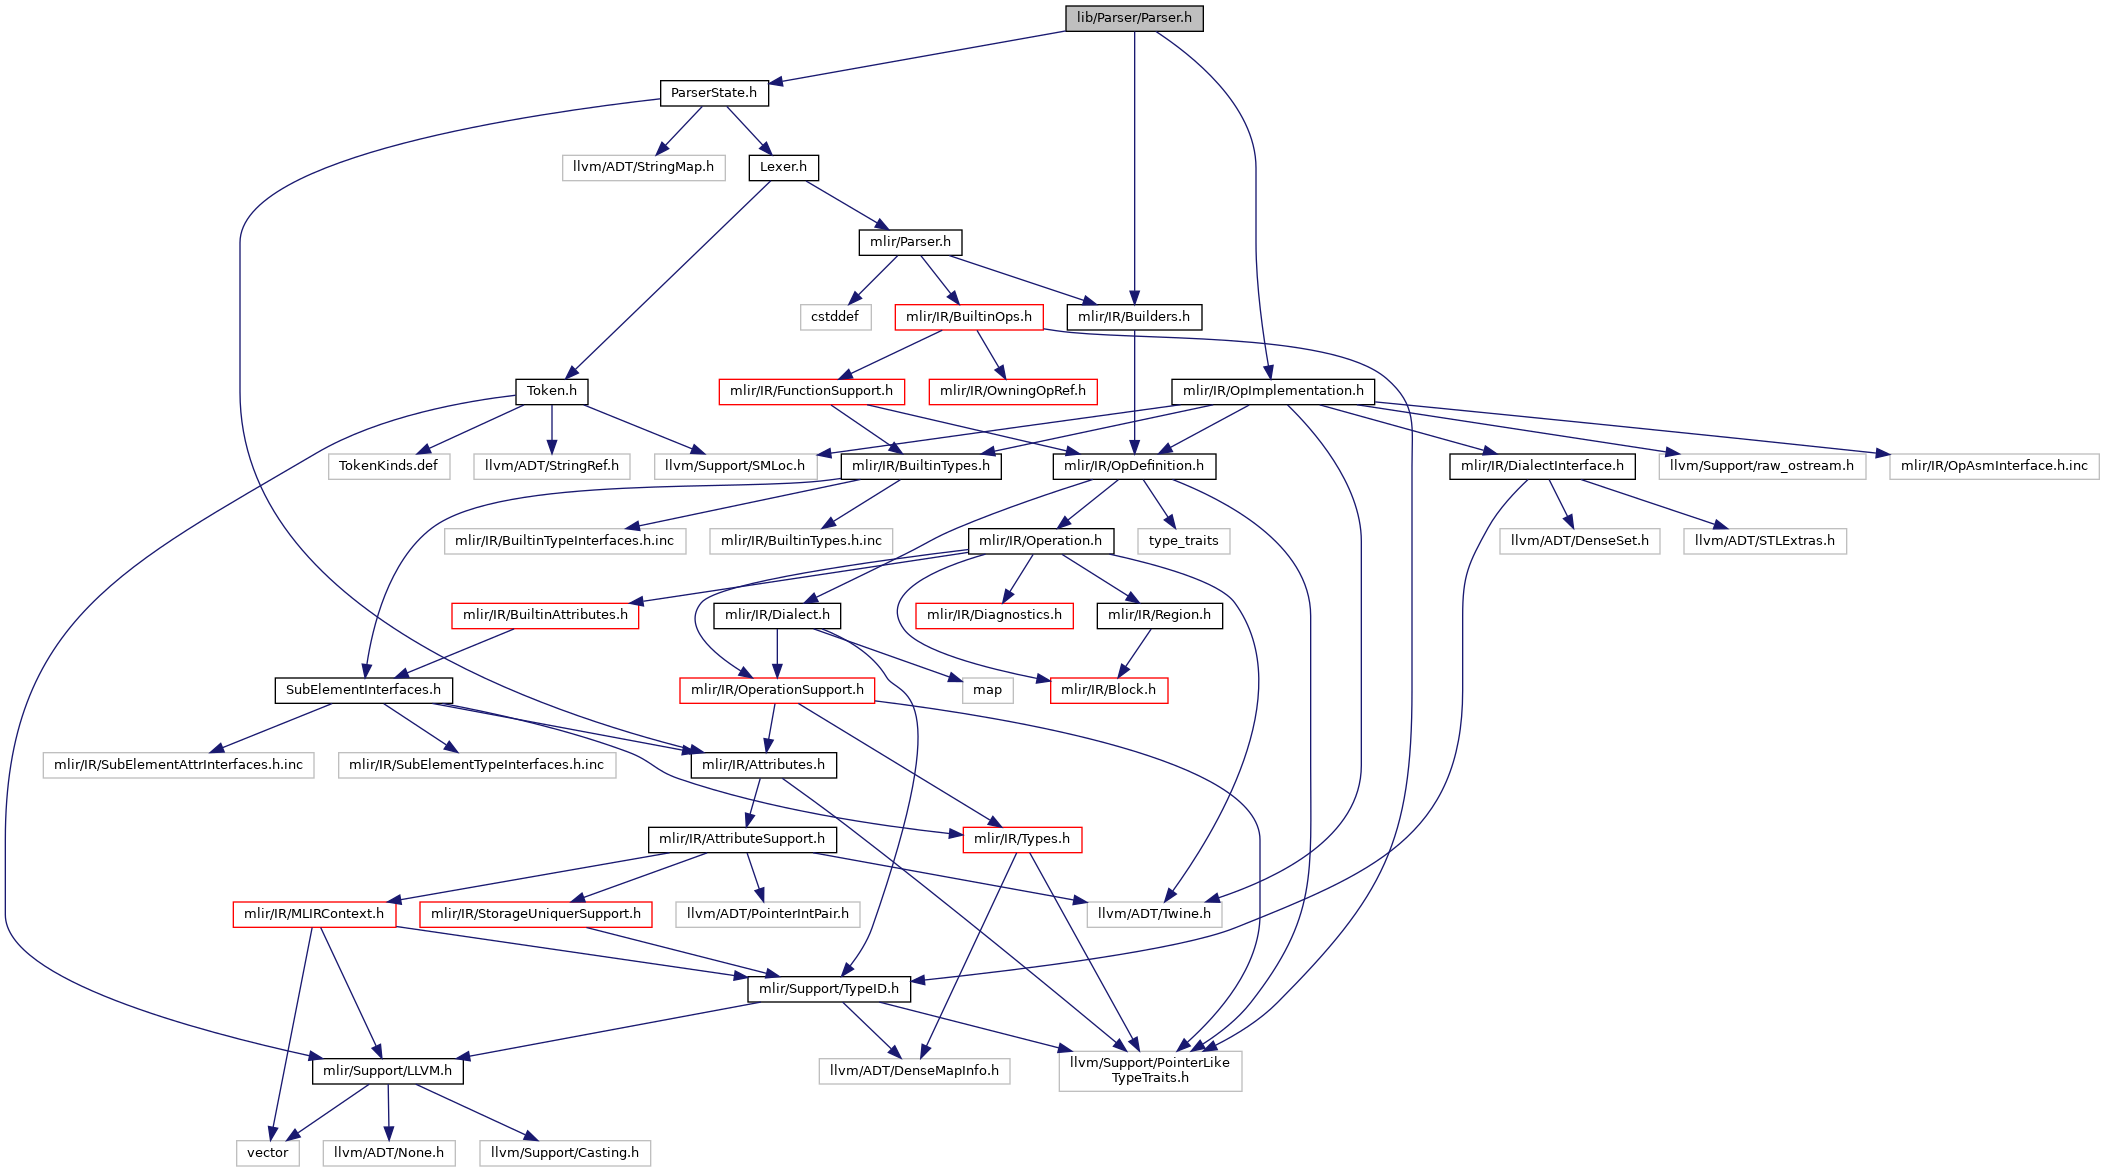 lib/Parser/Parser.h
ParserState.h
llvm/ADT/StringMap.h
Lexer.h
mlir/Parser.h
cstddef
mlir/IR/BuiltinOps.h
mlir/IR/Builders.h
Token.h
mlir/IR/FunctionSupport.h
mlir/IR/OwningOpRef.h
mlir/IR/OpImplementation.h
TokenKinds.def
llvm/ADT/StringRef.h
llvm/Support/SMLoc.h
mlir/IR/BuiltinTypes.h
mlir/IR/OpDefinition.h
mlir/IR/DialectInterface.h
llvm/Support/raw_ostream.h
mlir/IR/OpAsmInterface.h.inc
mlir/IR/BuiltinTypeInterfaces.h.inc
mlir/IR/BuiltinTypes.h.inc
mlir/IR/Operation.h
type_traits
llvm/ADT/DenseSet.h
llvm/ADT/STLExtras.h
mlir/IR/BuiltinAttributes.h
mlir/IR/Dialect.h
mlir/IR/Diagnostics.h
mlir/IR/Region.h
SubElementInterfaces.h
mlir/IR/OperationSupport.h
map
mlir/IR/Block.h
mlir/IR/SubElementAttrInterfaces.h.inc
mlir/IR/SubElementTypeInterfaces.h.inc
mlir/IR/Attributes.h
mlir/IR/AttributeSupport.h
mlir/IR/Types.h
mlir/IR/MLIRContext.h
mlir/IR/StorageUniquerSupport.h
llvm/ADT/PointerIntPair.h
llvm/ADT/Twine.h
mlir/Support/TypeID.h
mlir/Support/LLVM.h
llvm/ADT/DenseMapInfo.h
llvm/Support/PointerLike
TypeTraits.h
vector
llvm/ADT/None.h
llvm/Support/Casting.h